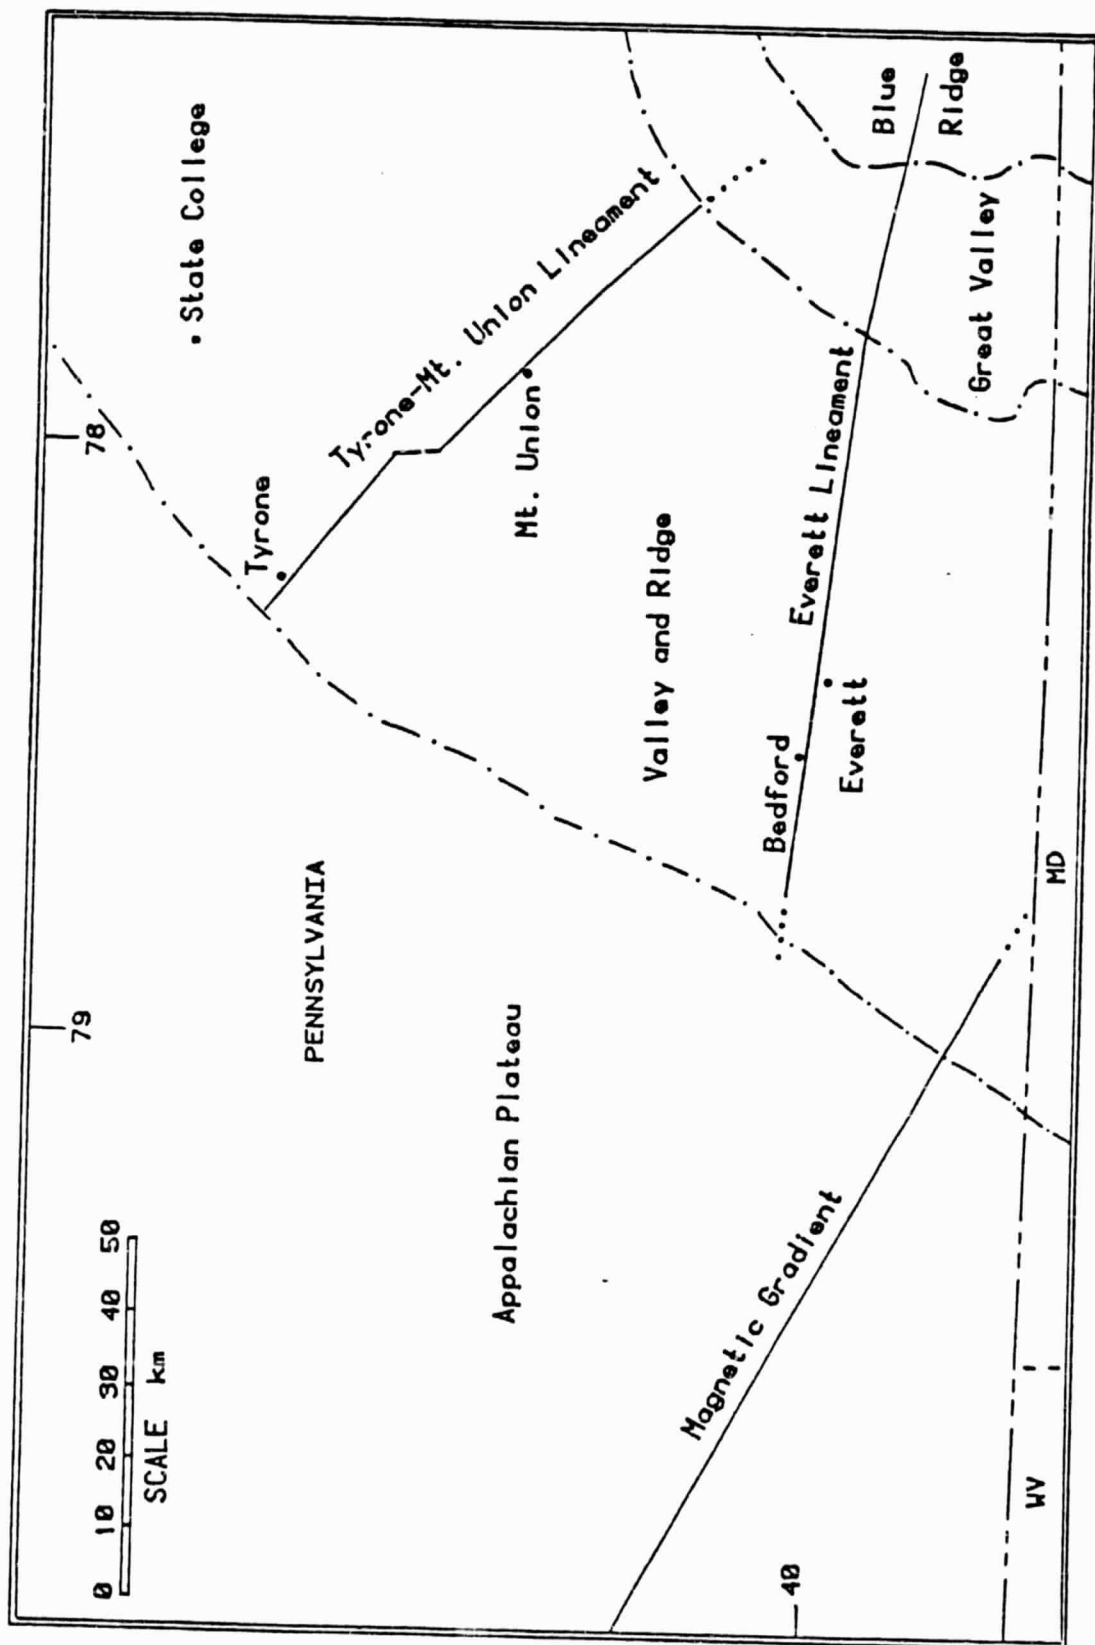 0 10 20 30 40 50
SCALE km
79
78
• State College
PENNSYLVANIA
Tyrone
Tyrone-Mt. Union Lineament
Mt. Union
Appalachian Plateau
Valley and Ridge
Magnetic Gradient
Bedford
Everett Lineament
Everett
40
Blue
Ridge
Great Valley
WV
MD